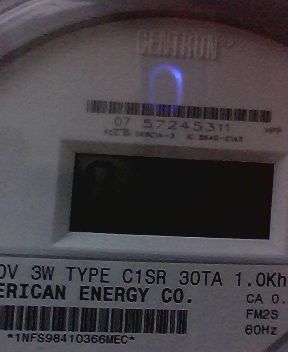 CENTRON
07 57245311
0V 3W TYPE C1SR 30TA 1.0Kh
ERICAN ENERGY CO.
CA 0.
FM2S
60Hz
*1NFS98410366MEC*